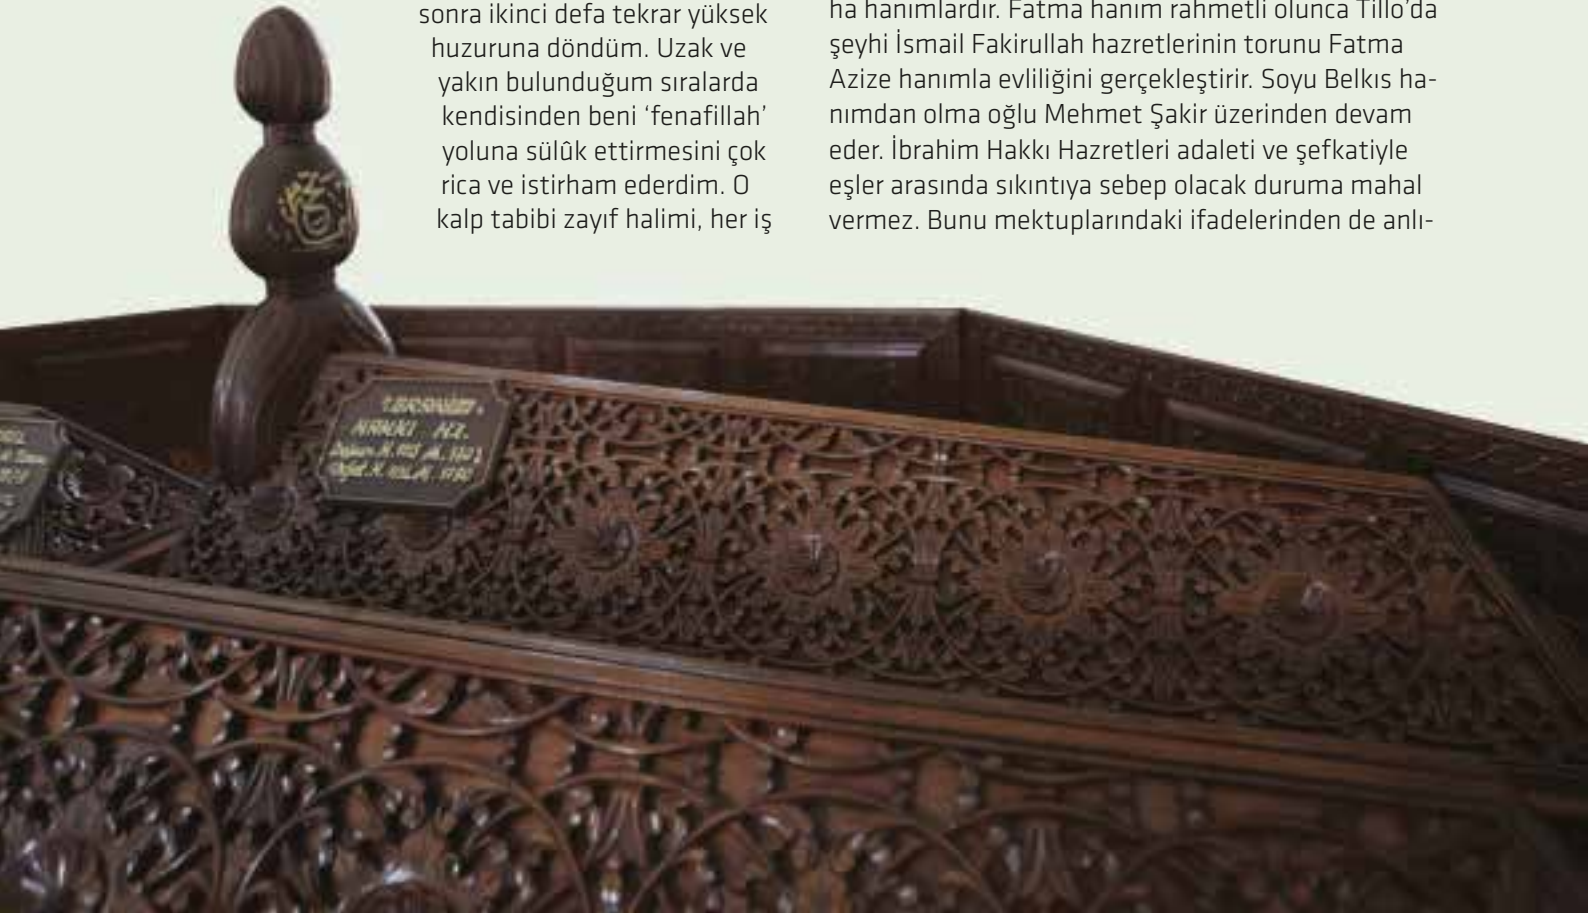 sonra ikinci defa tekrar yüksek
huzuruna döndüm. Uzak ve
yakın bulunduğum sıralarda
kendisinden beni ‘fenafillah’
yoluna sülûk ettirmesini çok
rica ve istirham ederdim. O
kalp tabibi zayıf halimi, her iş
ha hanımlardır. Fatma hanım rahmetli olunca Tillo’da
şeyhi İsmail Fakirullah hazretlerinin torunu Fatma
Azize hanımla evliliğini gerçekleştirir. Soyu Belkıs ha-
nımdan olma oğlu Mehmet Şakir üzerinden devam
eder. İbrahim Hakkı Hazretleri adaleti ve şefkatiyle
eşler arasında sıkıntıya sebep olacak duruma mahal
vermez. Bunu mektuplarındaki ifadelerinden de anlı-
İBRAHİM
HAKKI HZ.